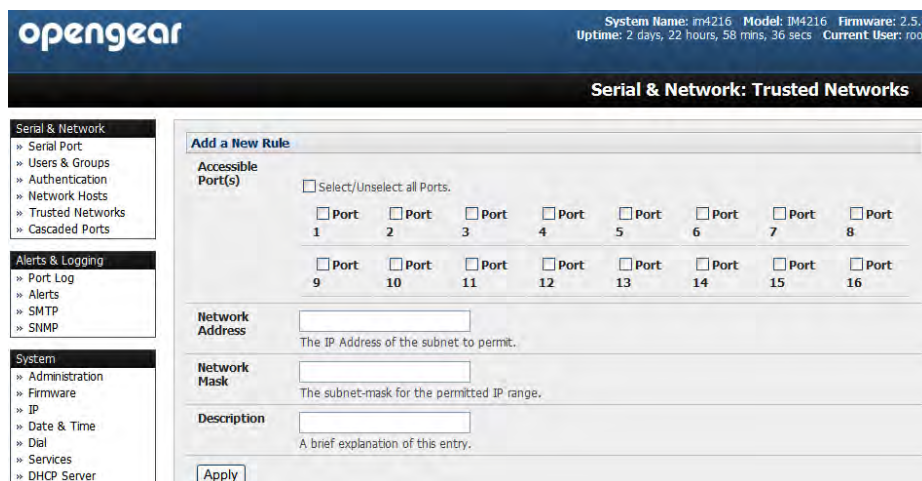 opengear
System Name: im4216 Model: IM4216 Firmware: 2.5.
Uptime: 2 days, 22 hours, 58 mins, 36 secs Current User:
Serial & Network: Trusted Networks
Serial & Network
» Serial Port
» Users & Groups
» Authentication
» Network Hosts
» Trusted Networks
» Cascaded Ports
Alerts & Logging
» Port Log
» Alerts
» SMTP
» SNMP
System
» Administration
» Firmware
» IP
» Date & Time
» Dial
» Services
» DHCP Server
Add a New Rule
Accessible
Port(s)
Select/Unselect all Ports.
Port Port Port Port Port Port Port Port
1 2 3 4 5 6 7 8
Port Port Port Port Port Port Port Port
9 10 11 12 13 14 15 16
Network
Address
The IP Address of the subnet to permit.
Network
Mask
The subnet-mask for the permitted IP range.
Description
A brief explanation of this entry.
Apply